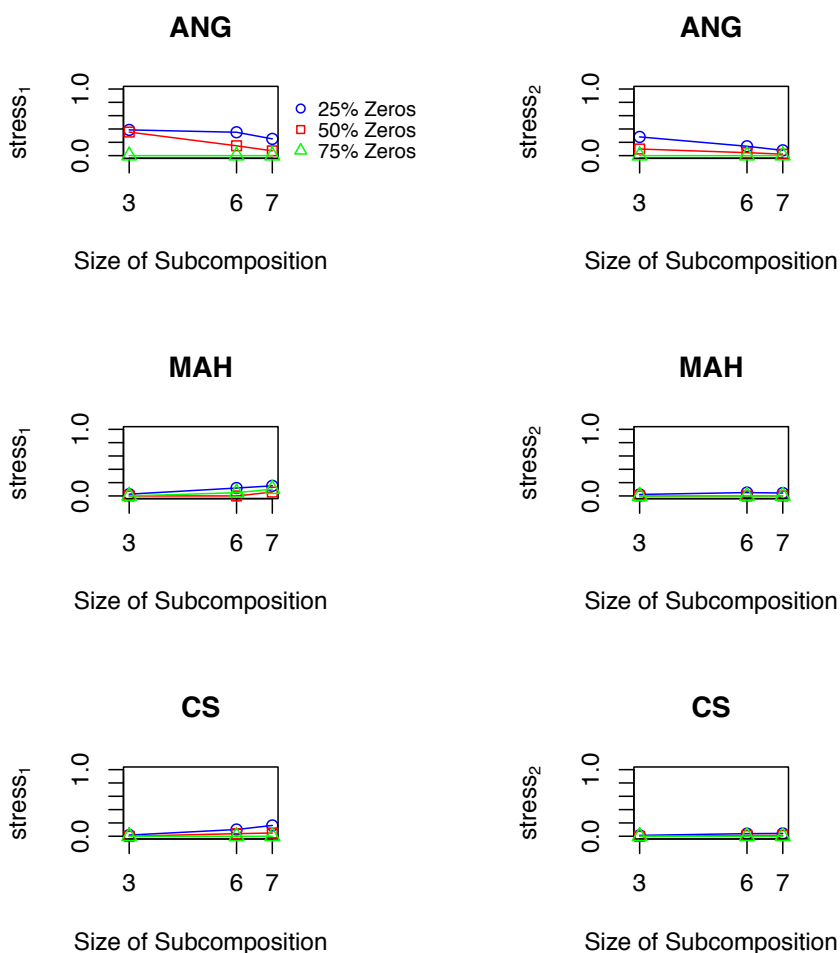 ANG
ANG
stress1
1.0
0.0
3 6 7
Size of Subcomposition
25% Zeros
50% Zeros
75% Zeros
stress2
1.0
0.0
3 6 7
Size of Subcomposition
MAH
MAH
stress1
1.0
0.0
3 6 7
Size of Subcomposition
stress2
1.0
0.0
3 6 7
Size of Subcomposition
CS
CS
stress1
1.0
0.0
3 6 7
Size of Subcomposition
stress2
1.0
0.0
3 6 7
Size of Subcomposition